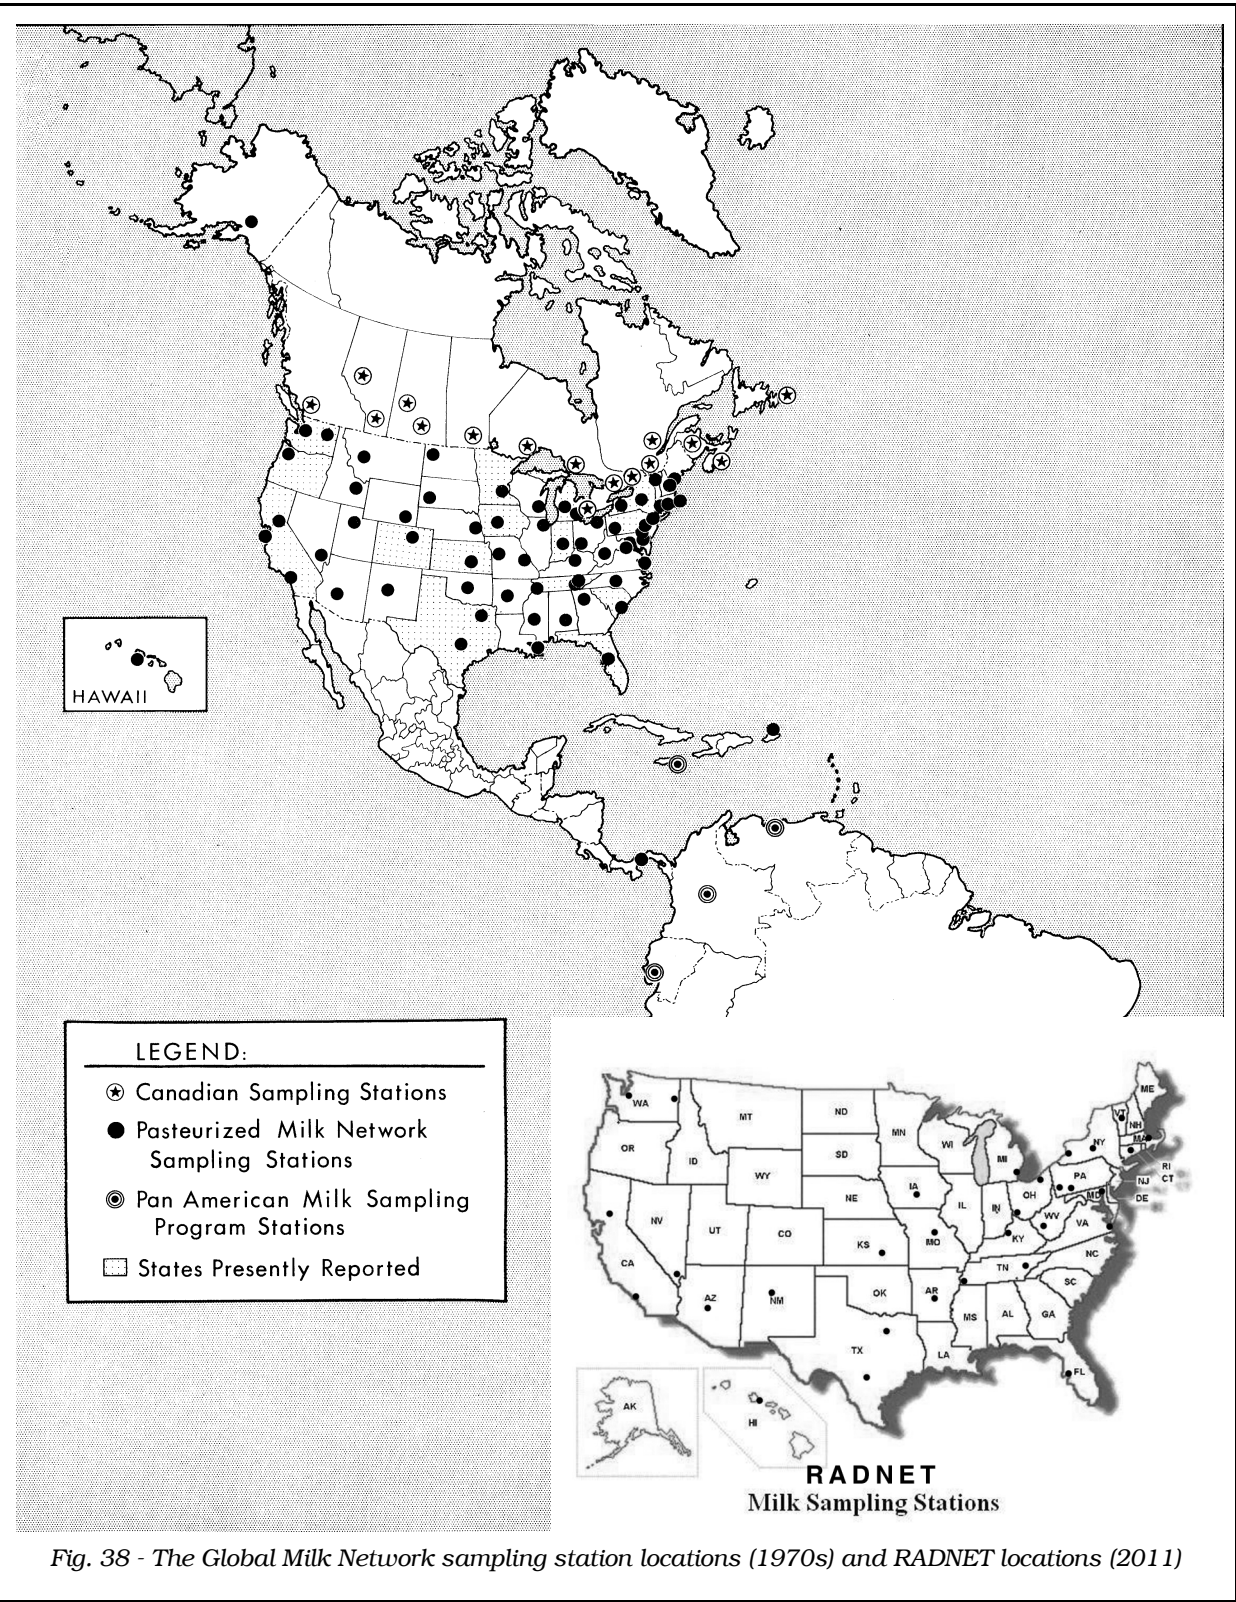 HAWAII
LEGEND:
Canadian Sampling Stations
Pasteurized Milk Network
Sampling Stations
Pan American Milk Sampling
Program Stations
States Presently Reported
WA
MT
ND
MN
WI
MI
ME
VT
NH
MA
NY
RI
CT
OR
ID
SD
WY
IA
NE
IL
IN
OH
PA
NJ
MD
DE
NV
UT
CO
KS
MO
KY
WV
VA
CA
AZ
NM
OK
AR
TN
NC
SC
MS
AL
GA
TX
LA
FL
AK
HI
RADNET
Milk Sampling Stations
Fig. 38 - The Global Milk Network sampling station locations (1970s) and RADNET locations (2011)